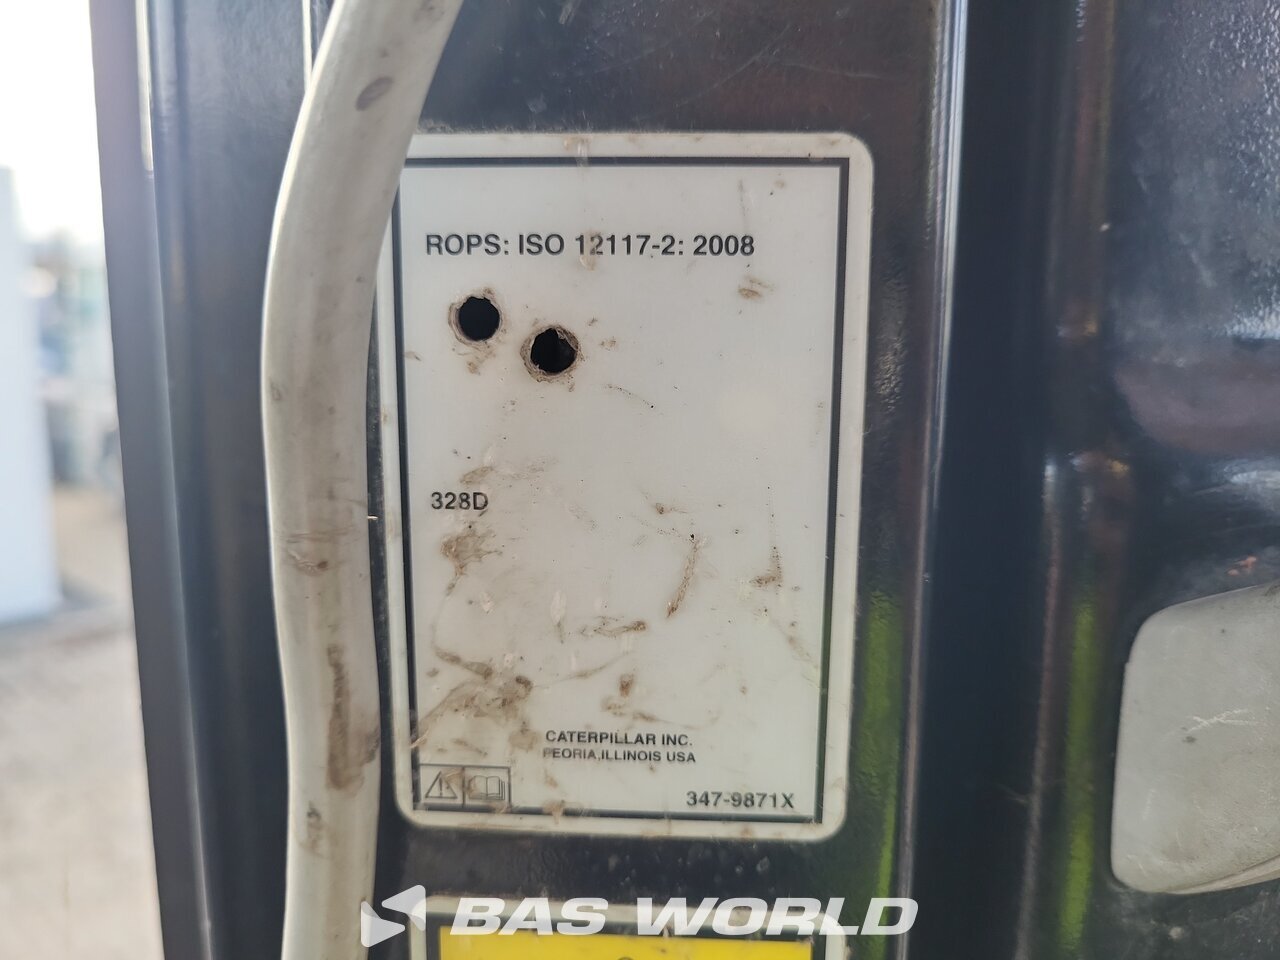 ROPS: ISO 12117-2: 2008
328D
CATERPILLAR INC.
PEORIA,ILLINOIS USA
347-9871X
BAS WORLD